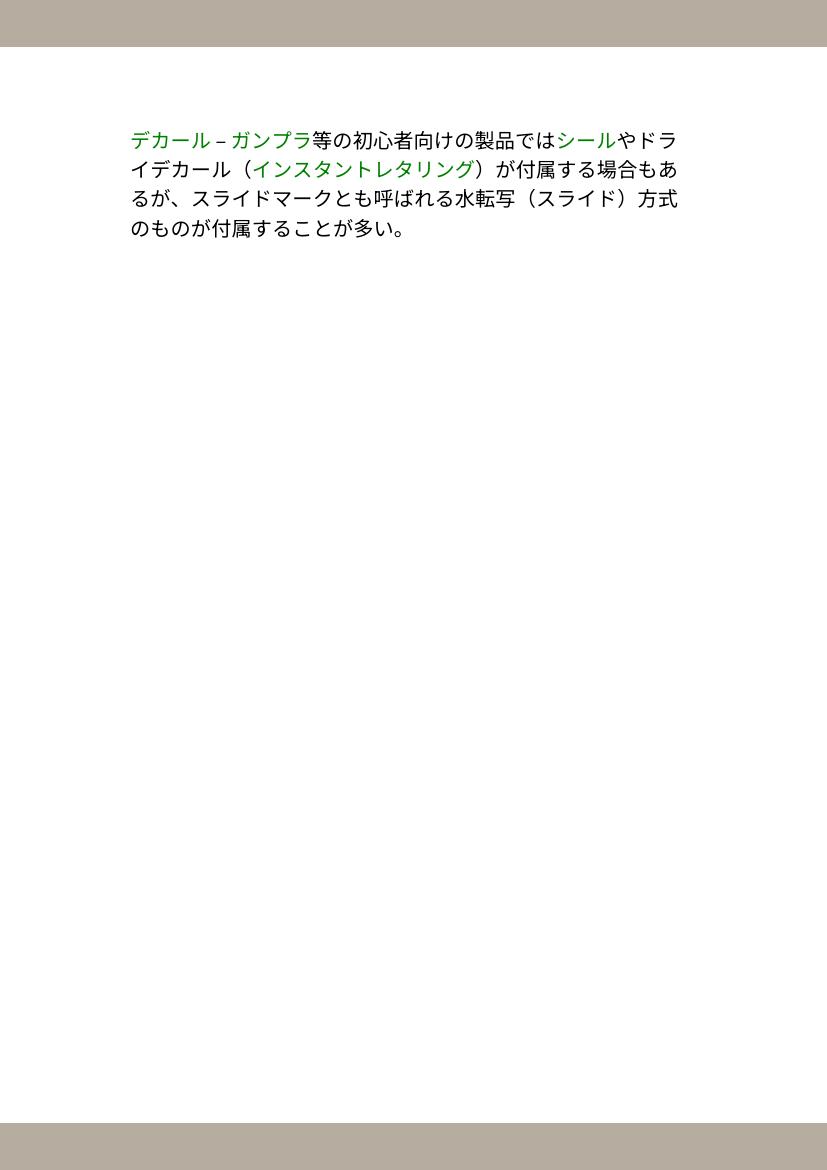 デカール – ガンプラ等の初心者向けの製品ではシールやドラ
イデカール（インスタントレタリング）が付属する場合もあ
るが、スライドマークとも呼ばれる水転写（スライド）方式
のものが付属することが多い。